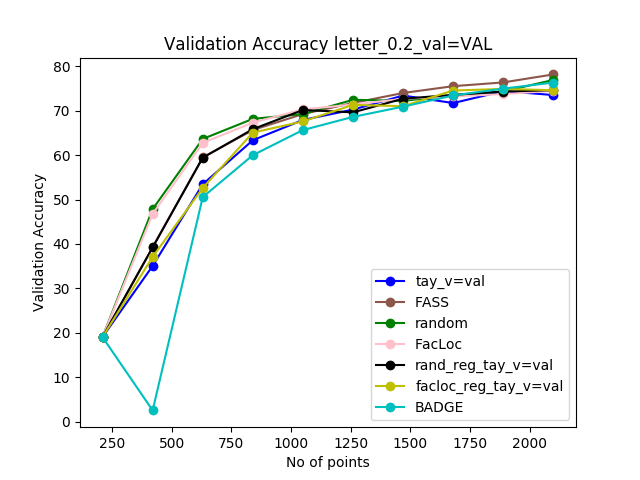 Validation Accuracy letter_0.2_val=VAL
Validation Accuracy
80
70
60
50
40
30
20
10
0
tay_v=val
FASS
random
FacLoc
rand_reg_tay_v=val
facloc_reg_tay_v=val
BADGE
250 500 750 1000 1250 1500 1750 2000
No of points